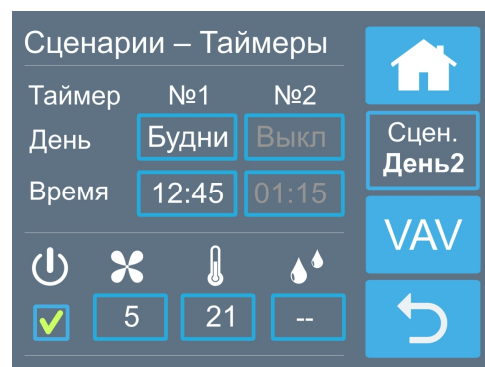 Сценарии – Таймеры
Таймер №1 №2
День Будни Выкл
Время 12:45 01:15
5 21 --
Сцен.
День2
VAV